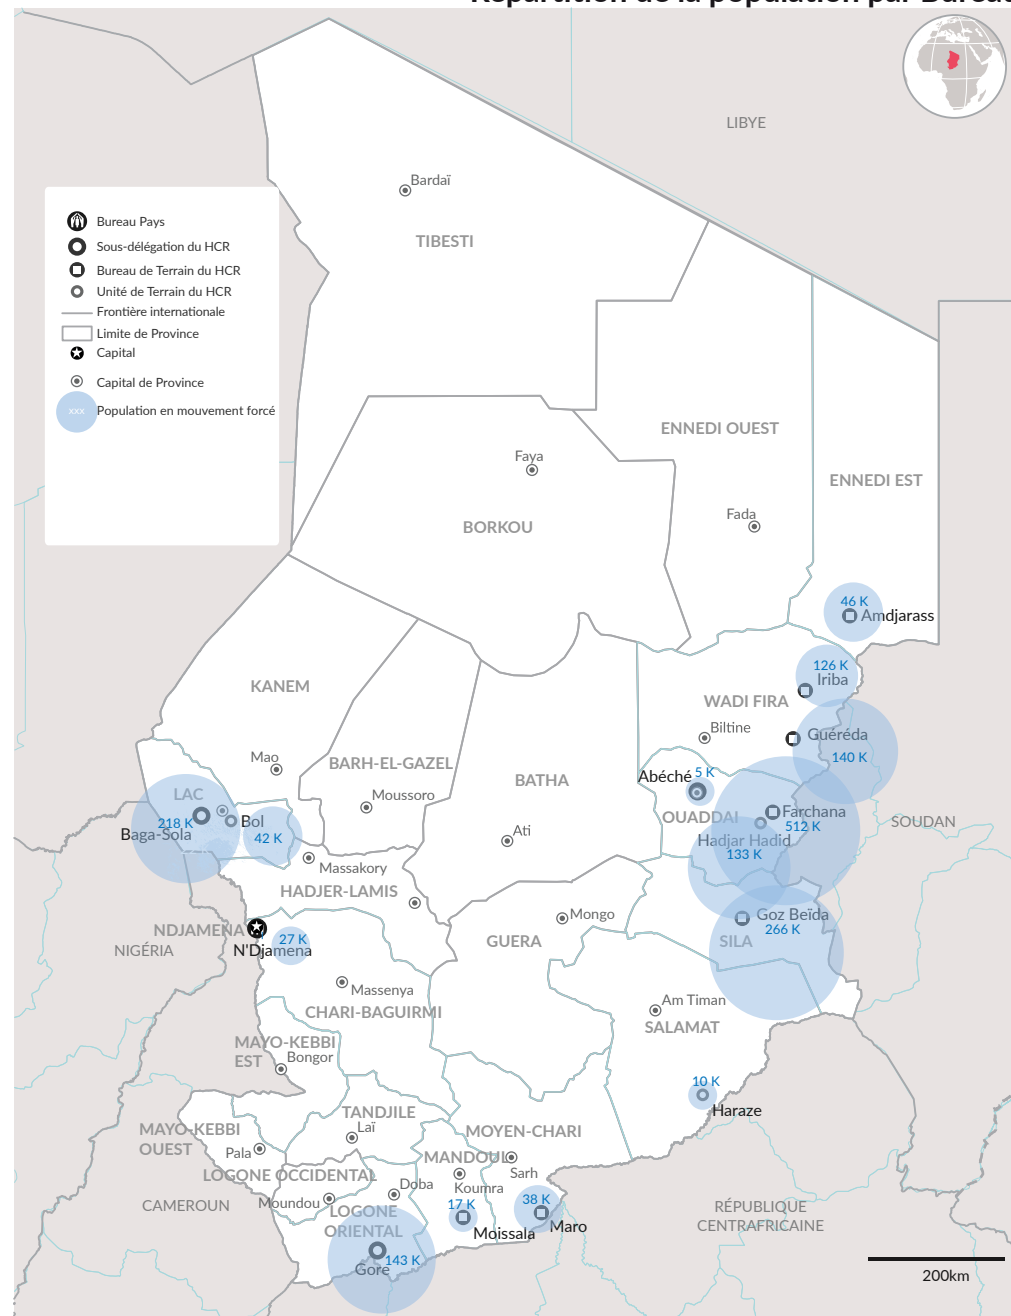 Répartition de la population par Bureau
LIBYE
Bardaï
TIBESTI
Bureau Pays
Sous-délégation du HCR
Bureau de Terrain du HCR
Unité de Terrain du HCR
Frontière internationale
Limite de Province
Capital
Capital de Province
xxx
Population en mouvement forcé
ENNEDI OUEST
Faya
ENNEDI EST
Fada
BORKOU
46 K
Amdjarass
126 K
Iriba
KANEM
WADI FIRA
Biltine
Guéréda
140 K
Mao
BARH-EL-GAZEL
BATHA
Abéché
5 K
LAC
Moussoro
OUADDAI
Farchana
512 K
218 K
Bol
Baga-Sola
42 K
Ati
SOUDAN
Hadjar Hadid
133 K
Massakory
HADJER-LAMIS
Mongo
Goz Beïda
266 K
NDJAMENA
27 K
N'Djamena
NIGÉRIA
GUERA
SILA
Massenya
Am Timan
CHARI-BAGUIRMI
SALAMAT
MAYO-KEBBI
EST
Bongor
10 K
Haraze
TANDJILE
Laï
MAYO-KEBBI
OUEST
MOYEN-CHARI
Pala
MANDOUL
LOGONE OCCIDENTAL
Sarh
Doba
Koumra
Moundou
CAMEROUN
LOGONE
ORIENTAL
17 K
38 K
Moissala
Maro
RÉPUBLIQUE
CENTRAFRICAINE
143 K
Gore
200km